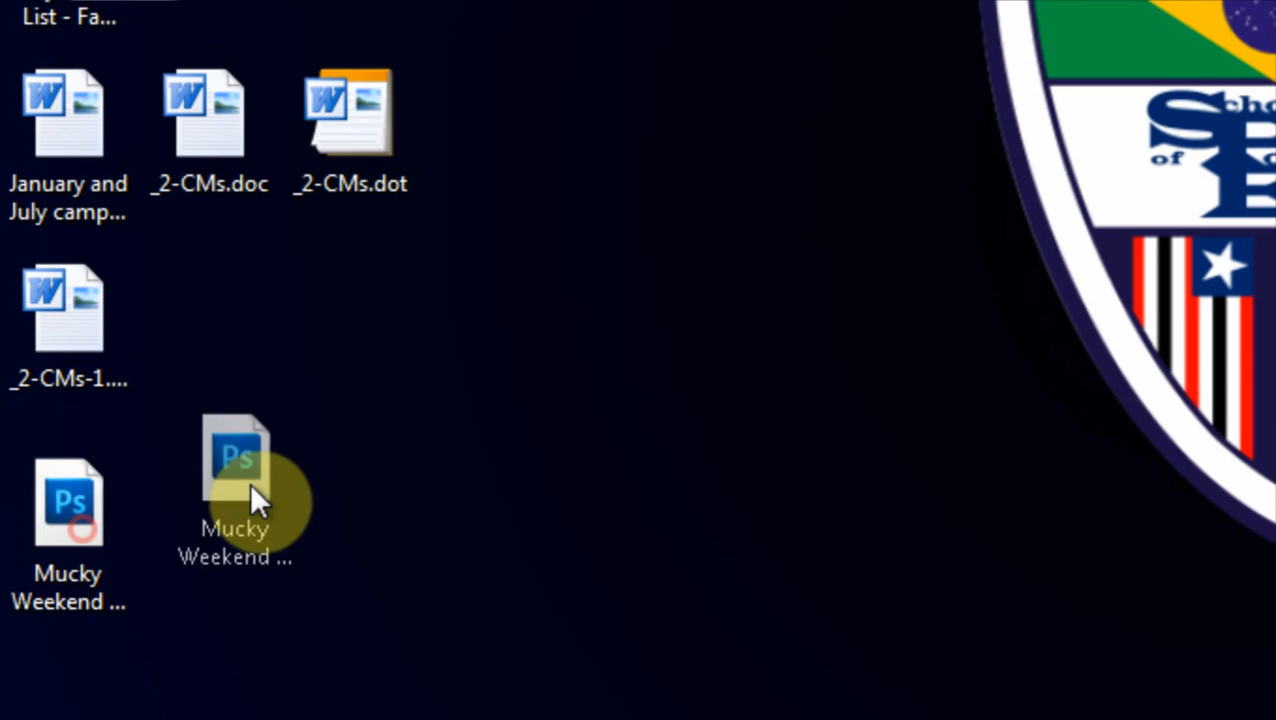 List - Fa...
January and
July camp...
_2-CMs.doc
_2-CMs.dot
_2-CMs-1....
Ps
Mucky
Weekend ...
Ps
Mucky
Weekend ...
of